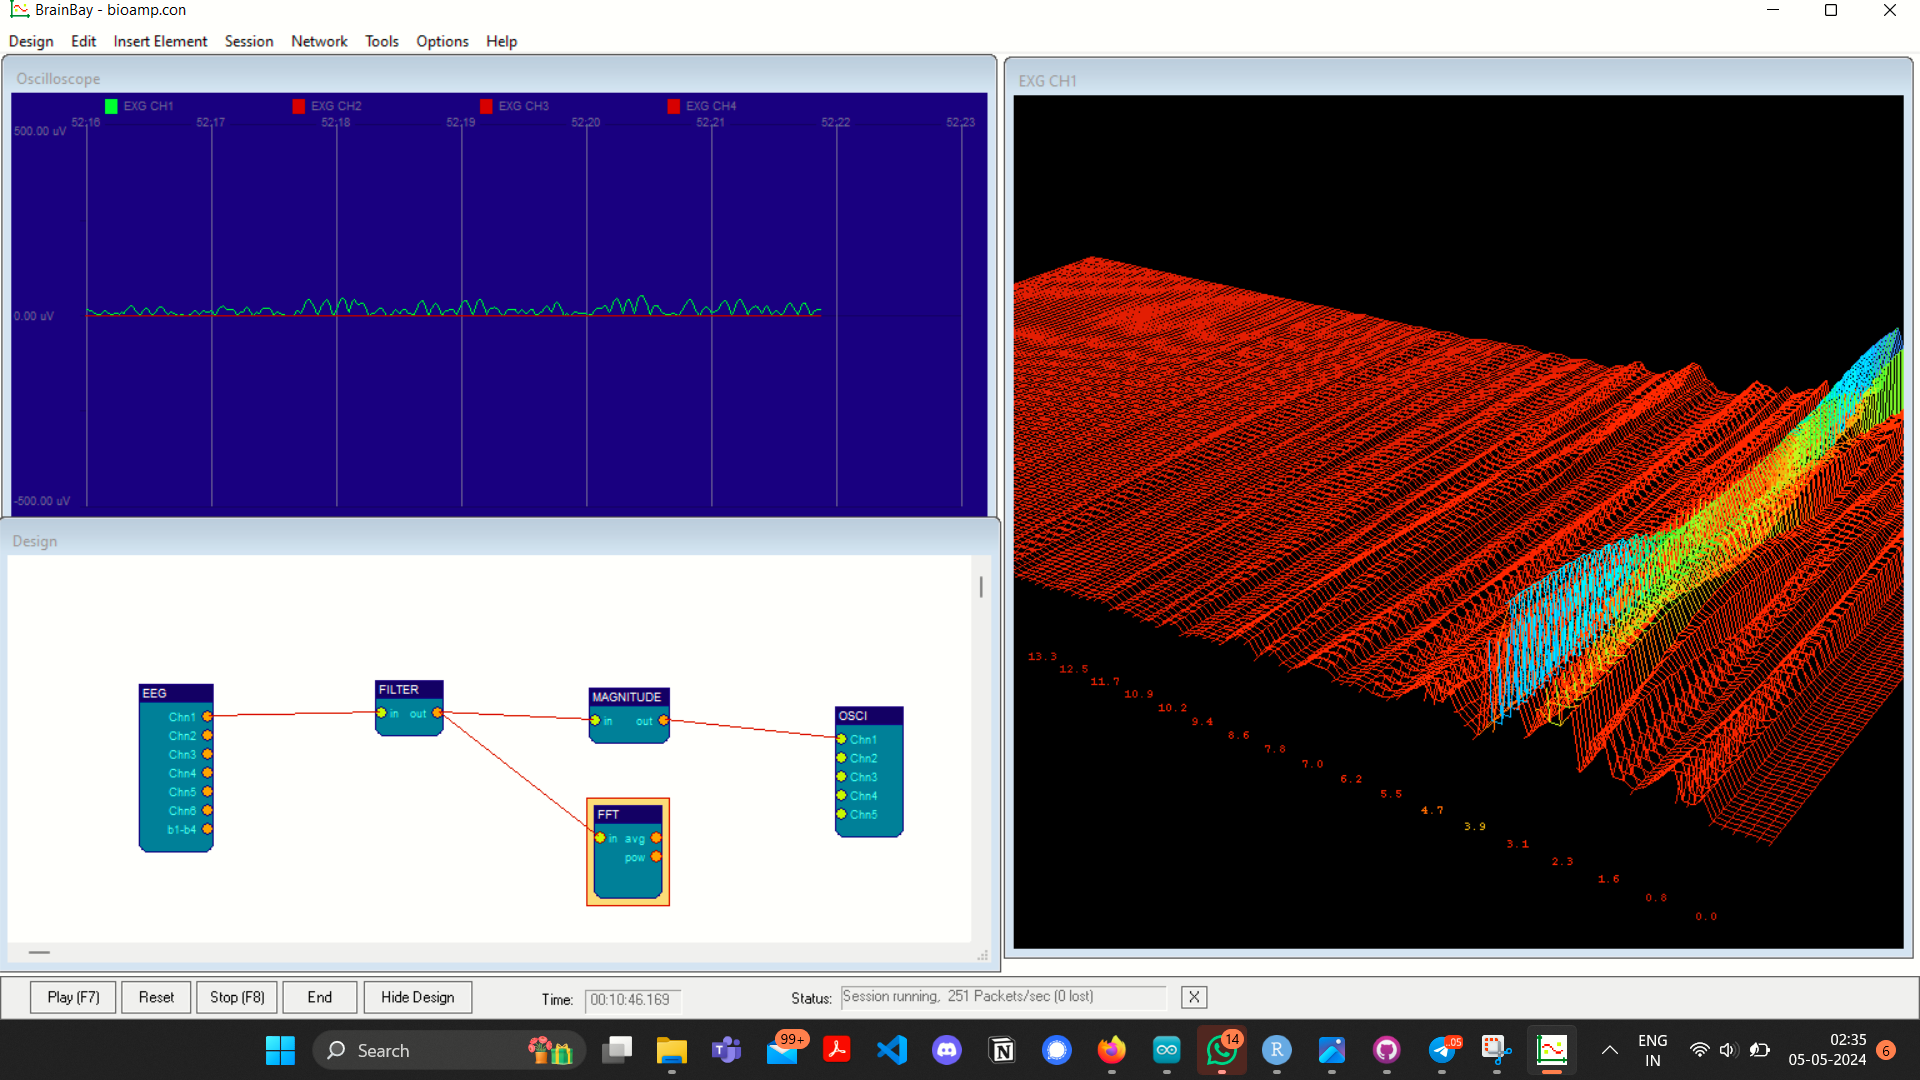 BrainBay - bioamp.con
Design Edit Insert Element Session Network Tools Options Help
Oscilloscope
EXG CH1 EXG CH2 EXG CH3 EXG CH4
52:16 52:17 52:18 52:19 52:20 52:21 52:22 52:23
500.00 uV
0.00 uV
-500.00 uV
EXG CH1
13.3
12.5
11.7
10.9
10.2
9.4
8.6
7.8
7.0
6.2
5.5
4.7
3.9
3.1
2.3
1.6
0.8
0.0
Design
EEG
Chn1
Chn2
Chn3
Chn4
Chn5
Chn6
b1-b4
FILTER
in out
MAGNITUDE
in out
FFT
in avg
pow
OSCI
Chn1
Chn2
Chn3
Chn4
Chn5
Play (F7) Reset Stop (F8) End Hide Design Time: 00:10:46.169 Status: Session running, 251 Packets/sec (0 lost) X
Search 99+ 14 .05 ENG IN 02:35 05-05-2024 6